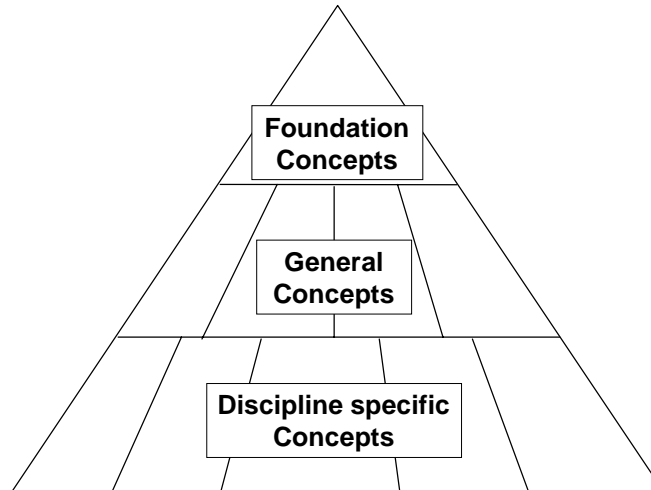 Foundation
Concepts
General
Concepts
Discipline specific
Concepts